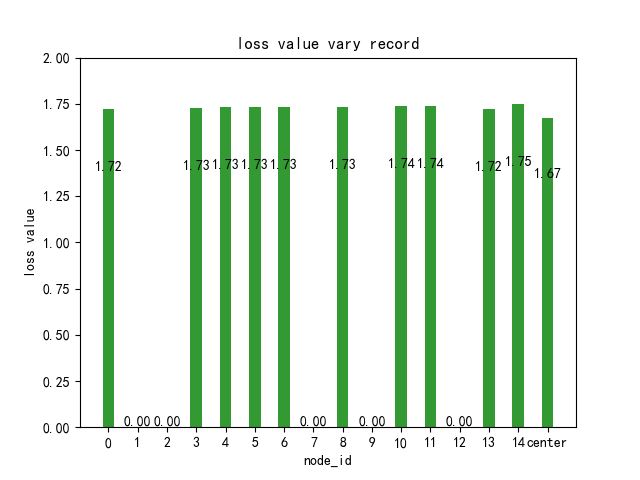 loss value vary record
loss value
2.00
1.75
1.50
1.25
1.00
0.75
0.50
0.25
0.00
1.72 0.00 0.00 1.73 1.73 1.73 1.73 0.00 1.73 0.00 1.74 1.74 0.00 1.72 1.75 1.67
0 1 2 3 4 5 6 7 8 9 10 11 12 13 14 center
node_id